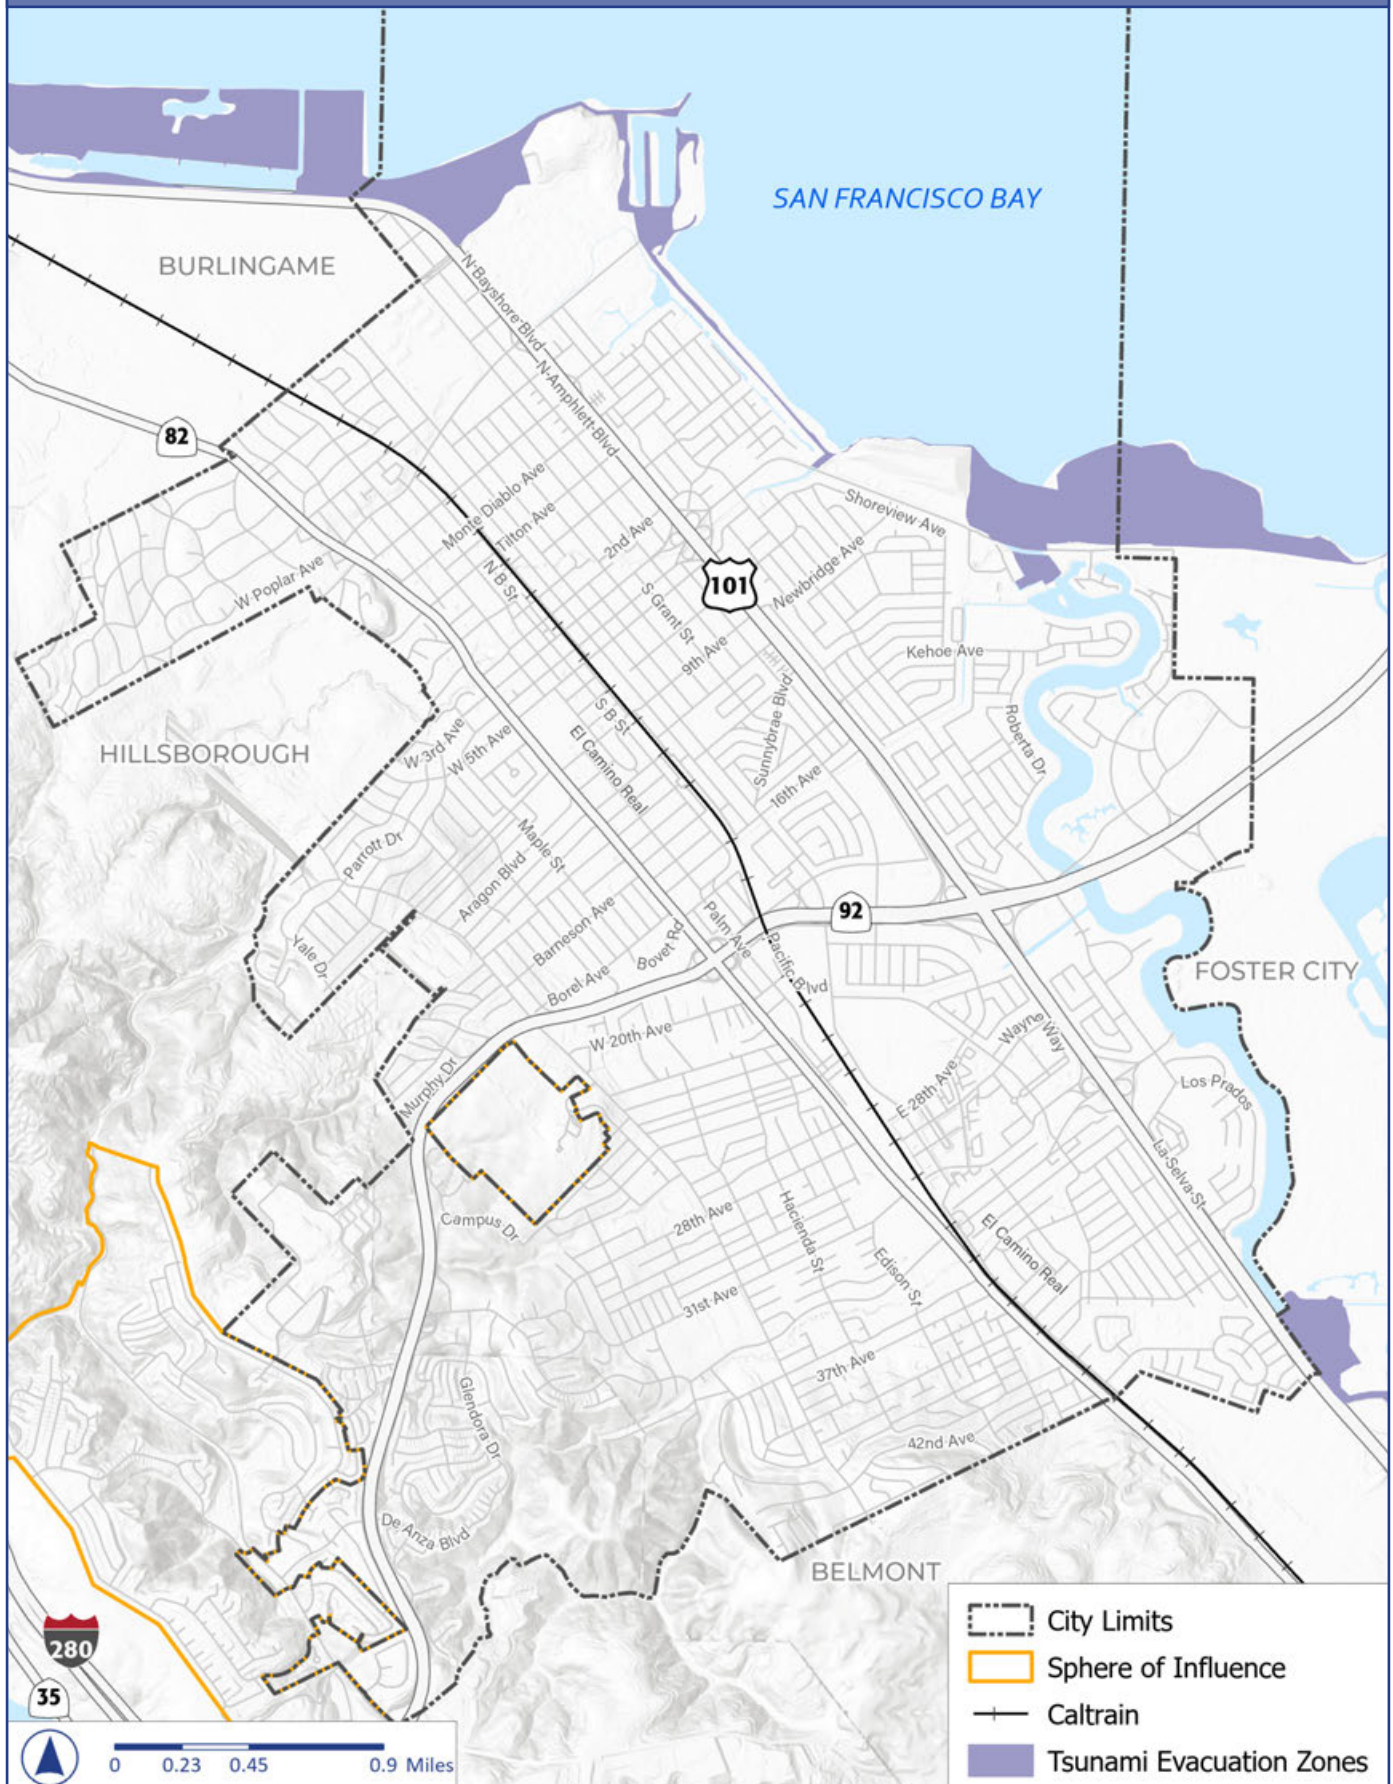 SAN FRANCISCO BAY
BURLINGAME
N Bayshore Blvd
N Amphlett Blvd
82
Monte Diablo Ave
Tilton Ave
2nd Ave
Shoreview Ave
N B St
101
Newbridge Ave
W Poplar Ave
S Grant St
9th Ave
Kehoe Ave
HILLSBOROUGH
W 3rd Ave
W 5th Ave
S B St
El Camino Real
Sunnybrae Blvd
16th Ave
Roberta Dr
Parrott Dr
Maple St
Aragon Blvd
92
Barneson Ave
Bovet Rd
Palm Ave
Pacific Blvd
Yale Dr
Borel Ave
FOSTER CITY
W 20th Ave
Wayne Way
Murphy Dr
E 28th Ave
Los Prados
La Selva St
Campus Dr
28th Ave
Hacienda St
El Camino Real
Edison St
31st Ave
37th Ave
Glendora Dr
42nd Ave
De Anza Blvd
BELMONT
280
35
0 0.23 0.45 0.9 Miles
City Limits
Sphere of Influence
Caltrain
Tsunami Evacuation Zones